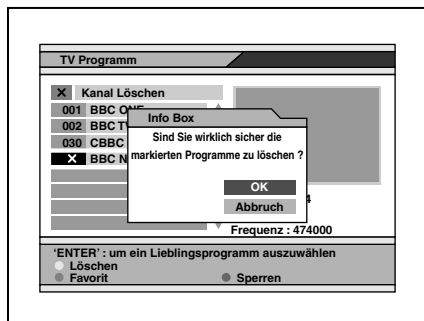 TV Programm
X Kanal Löschen
001 BBC ONE
002 BBC T
030 CBBC
X BBC N
Info Box
Sind Sie wirklich sicher die
markierten Programme zu löschen ?
OK
Abbruch
Frequenz : 474000
‘ENTER’ : um ein Lieblingsprogramm auszuwählen
Löschen
Favorit
Sperren